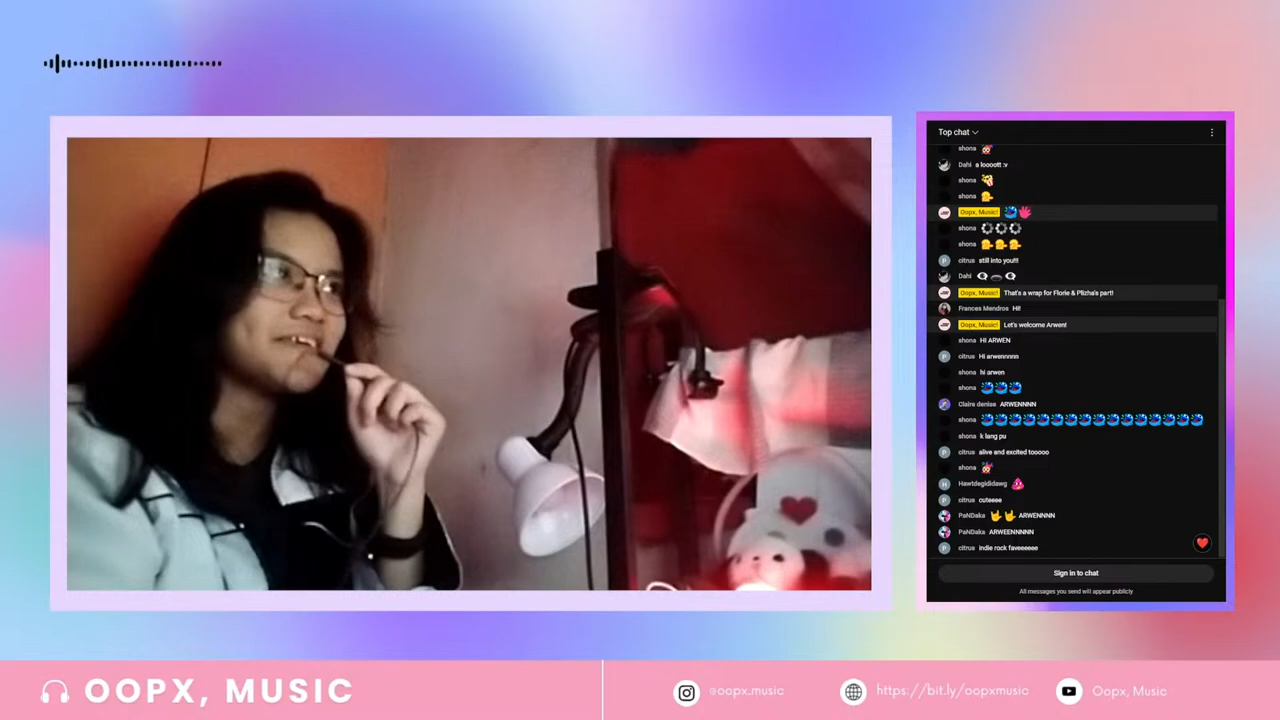 Top chat
shona
Dahi a loooott :v
shona
shona
Oopx, Music!
shona
shona
citrus still into you!!!
Dahi
Oopx, Music! That's a wrap for Florie & Plizha's part!
Frances Mendros Hi!
Oopx, Music! Let's welcome Arwen!
shona HI ARWEN
citrus Hi arwennnnn
shona hi arwen
shona
Claire denise ARWENNNN
shona
shona k lang pu
citrus alive and excited tooooo
shona
Hawtdegididawg
citrus cuteeee
PaNDaka ARWENNNN
PaNDaka ARWEENNNNN
citrus indie rock faveeeeee
Sign in to chat
All messages you send will appear publicly
OOPX, MUSIC
@oopx_music
https://bit.ly/oopxmusic
Oopx, Music